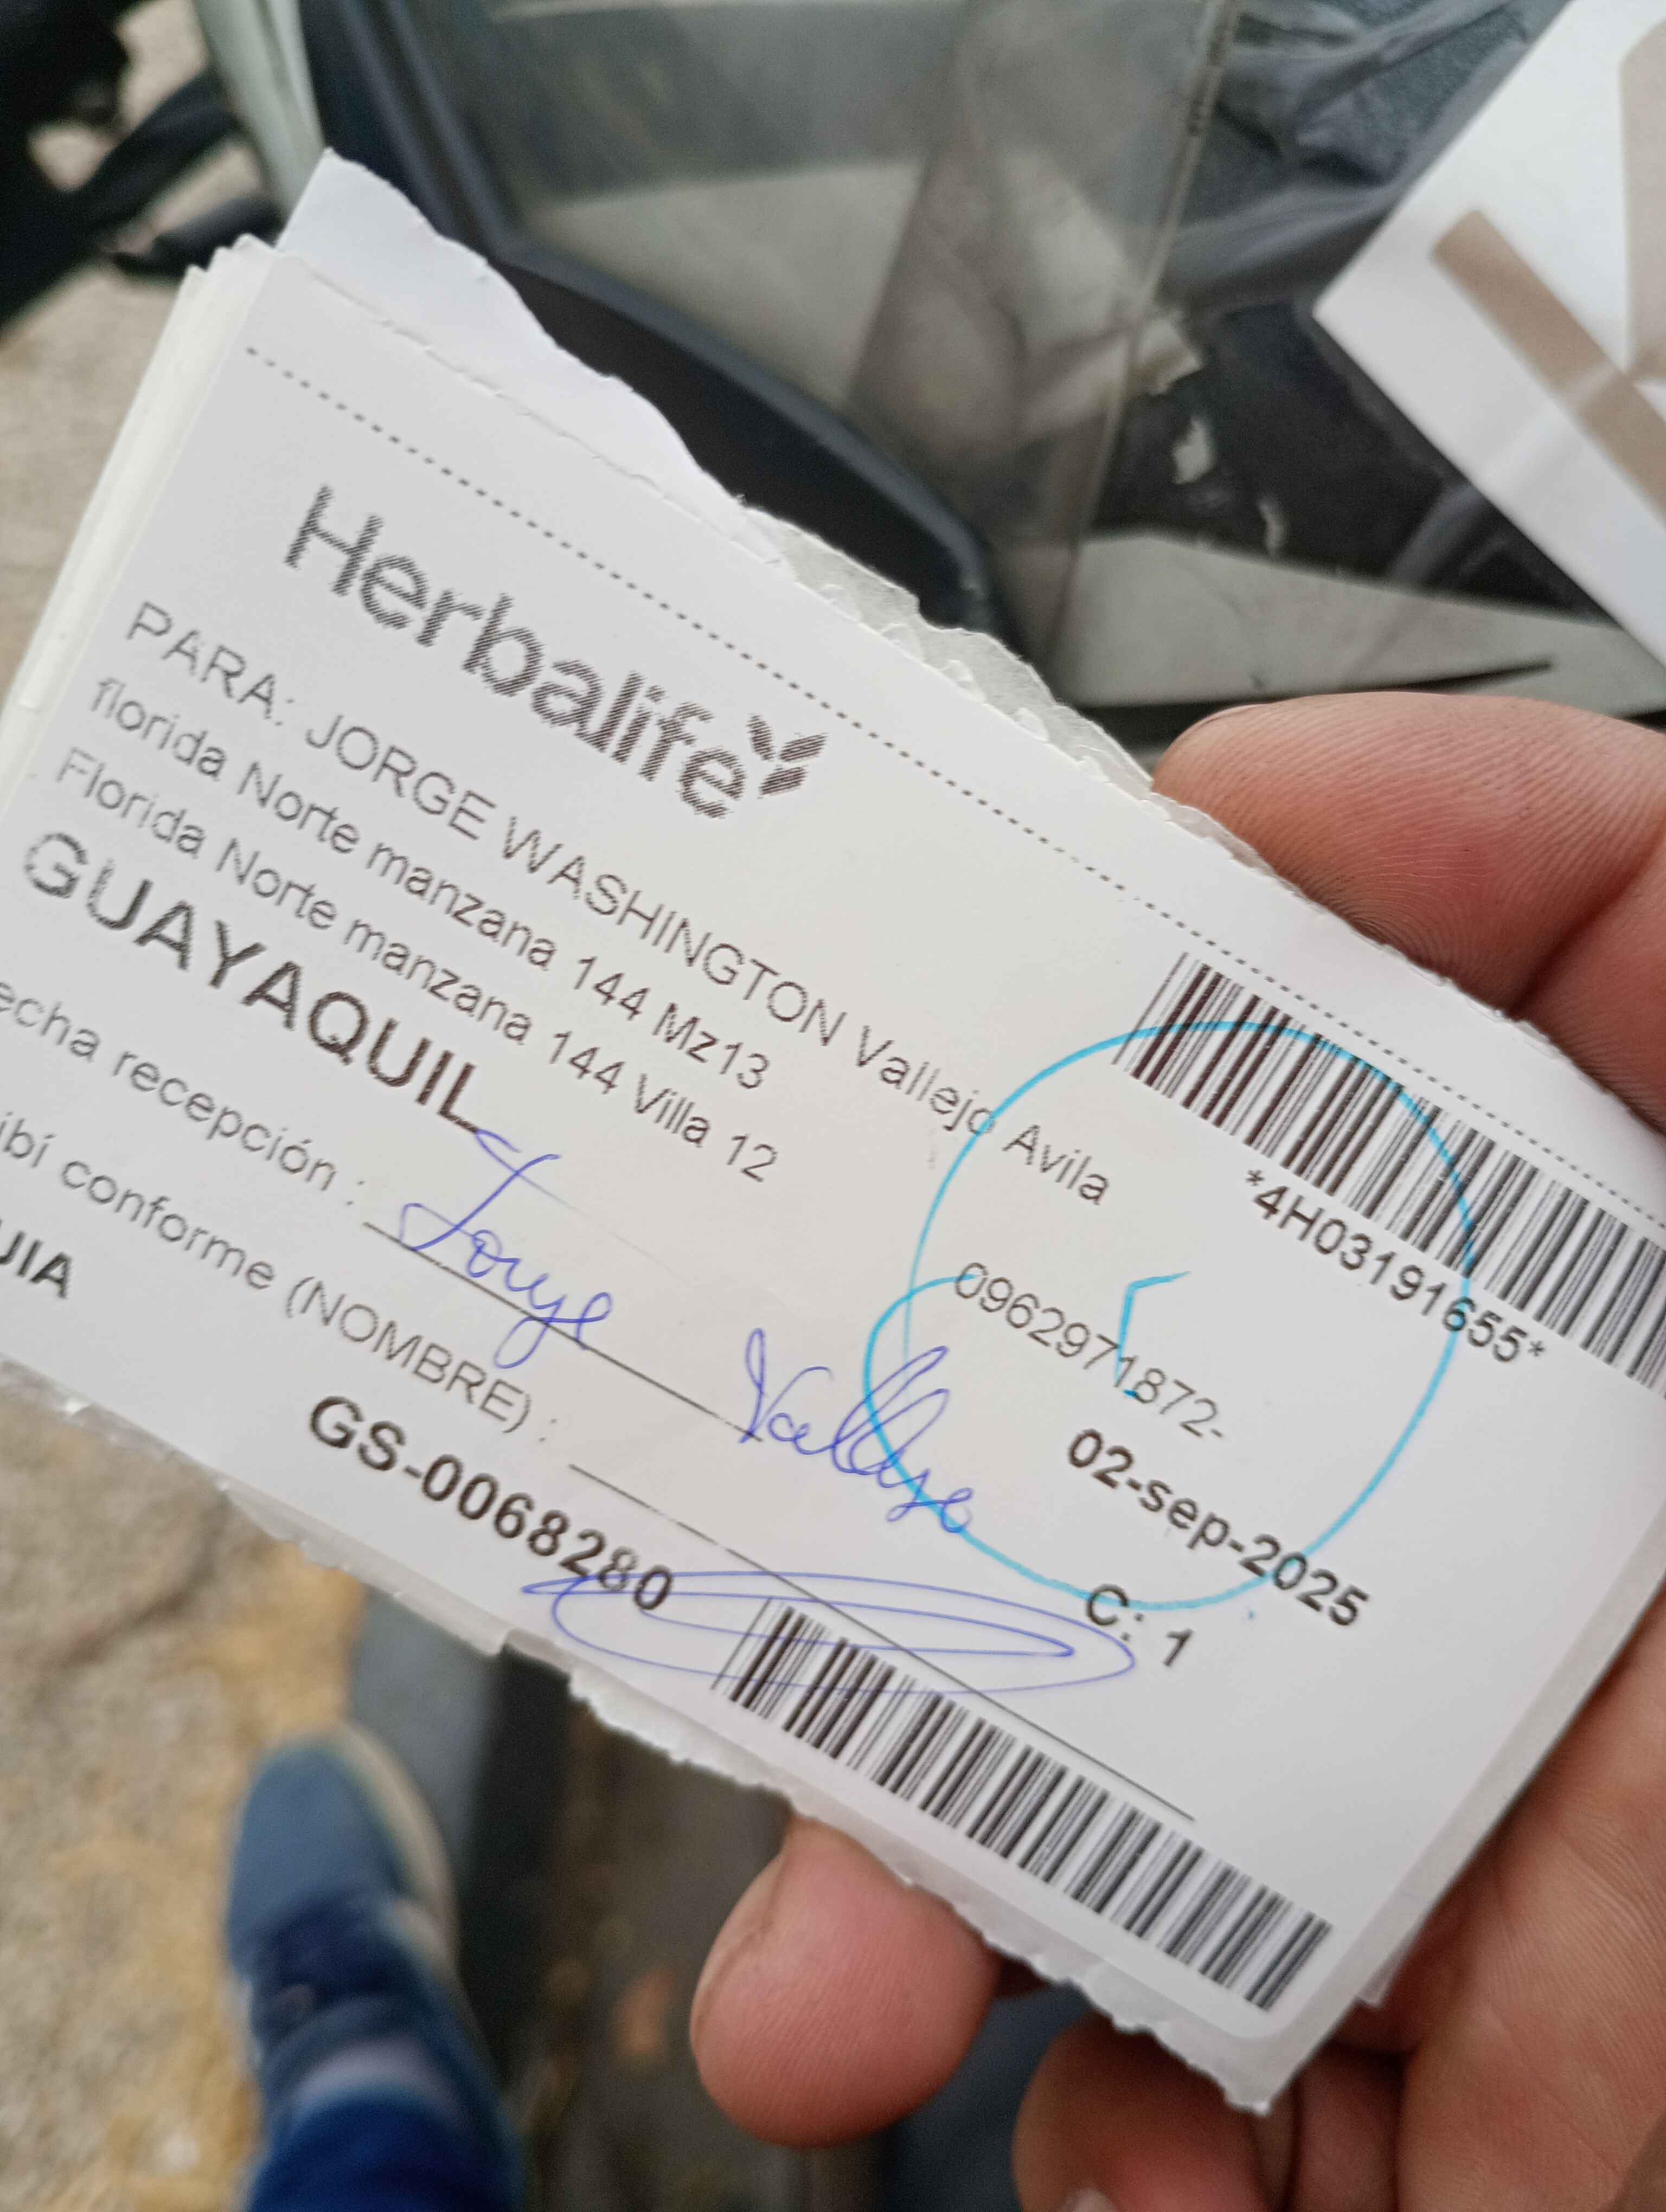 Herbalife
*4H03191655*
PARA: JORGE WASHINGTON Vallejo Avila
florida Norte manzana 144 Mz13
0962971872-
Florida Norte manzana 144 Villa 12
02-sep-2025
GUAYAQUIL
C: 1
echa recepción :
Jorge Vallejo
ibí conforme (NOMBRE) :
UIA
GS-0068280